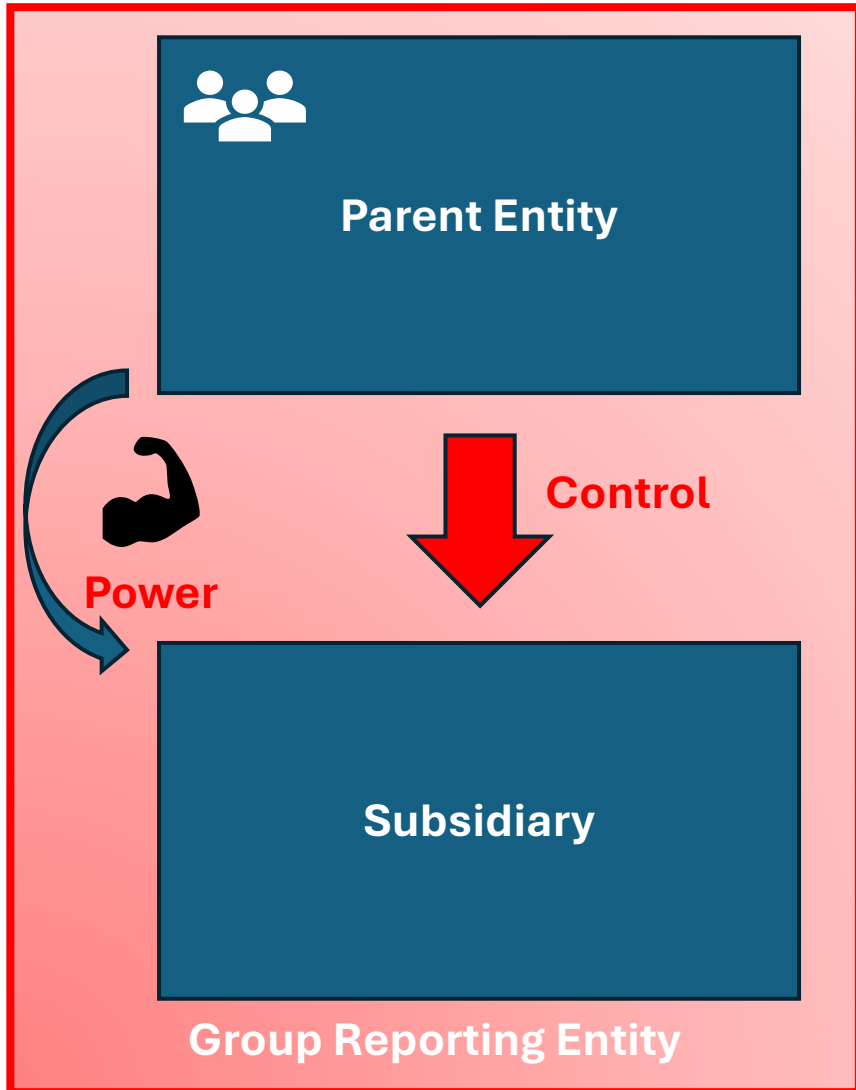 Parent Entity
Control
Power
Subsidiary
Group Reporting Entity